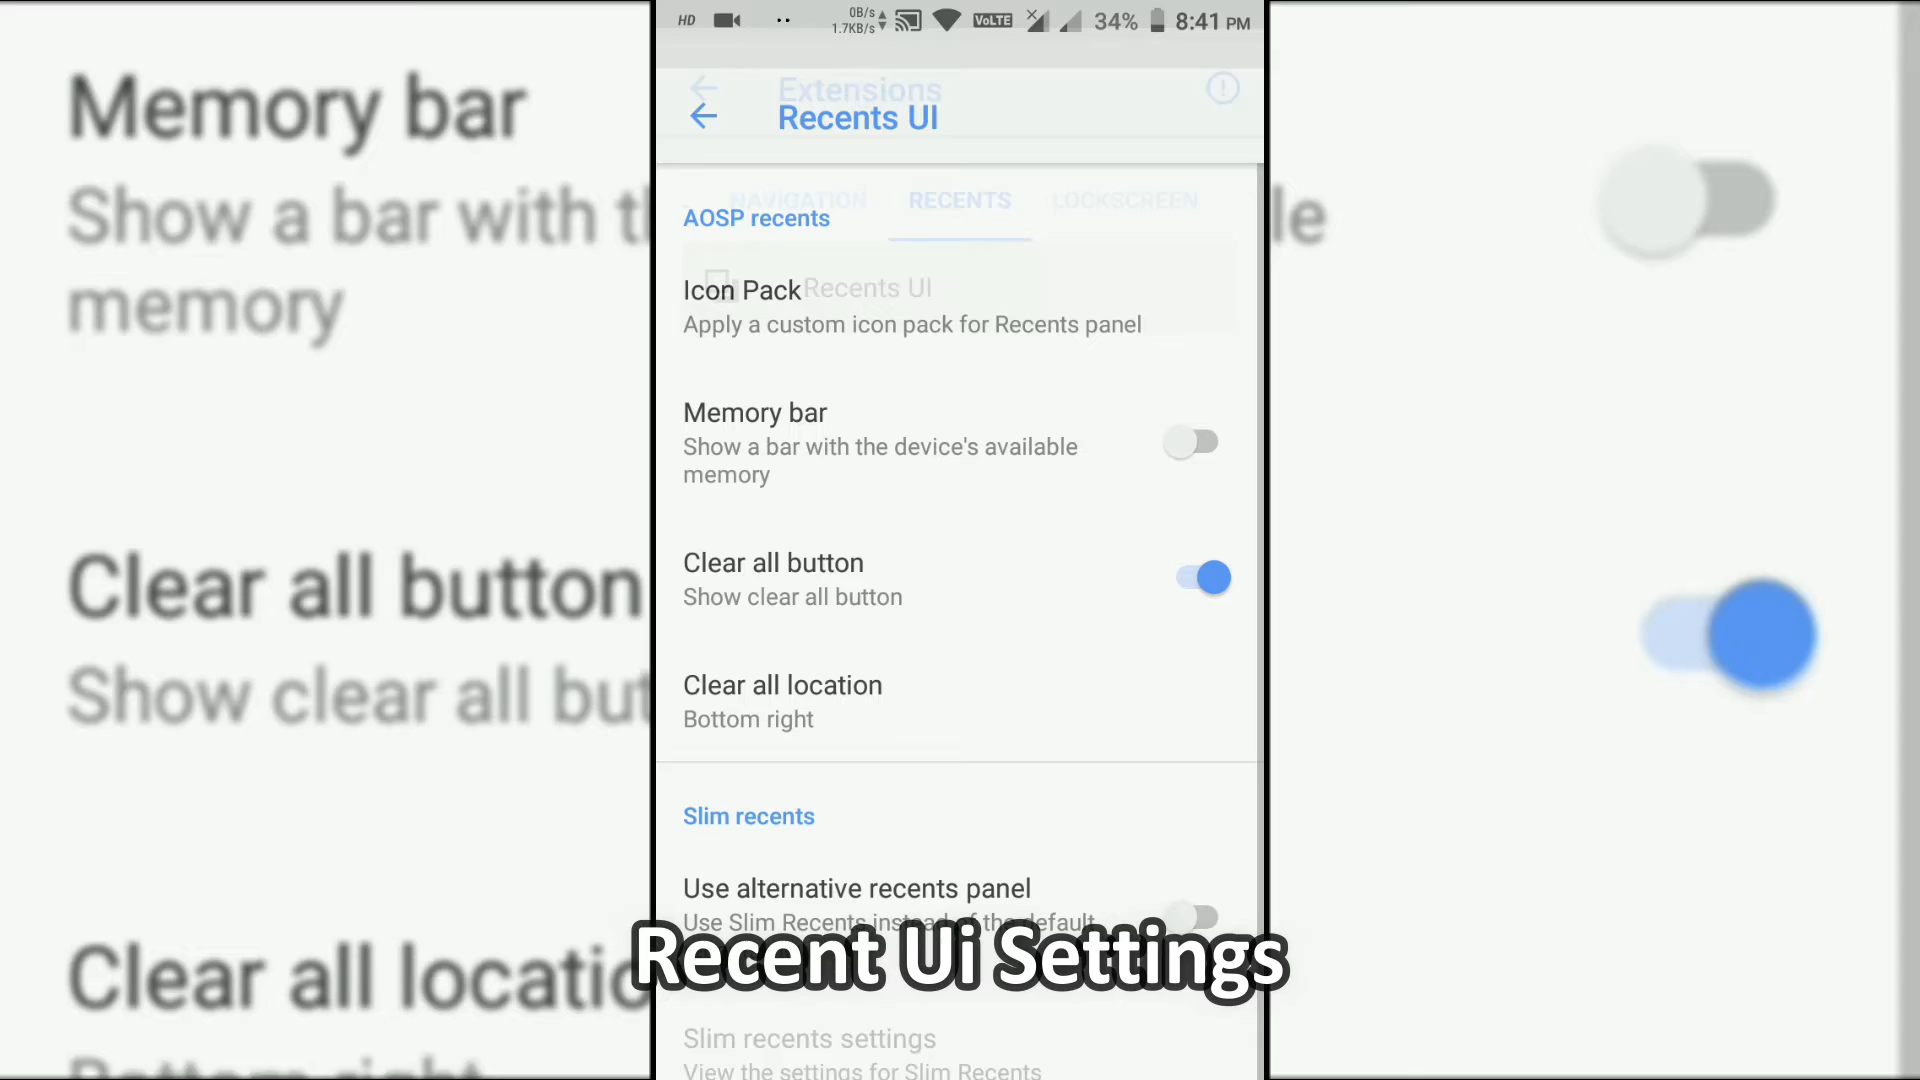 HD
0B/s
1.7KB/s
VoLTE
34%
8:41 PM
Extensions
Recents UI
NAVIGATION RECENTS LOCKSCREEN
AOSP recents
Recents UI
Icon Pack
Apply a custom icon pack for Recents panel
Memory bar
Show a bar with the device's available
memory
Clear all button
Show clear all button
Clear all location
Bottom right
Slim recents
Use alternative recents panel
Use Slim Recents instead of the default
Recent Ui Settings
Slim recents settings
View the settings for Slim Recents
Memory bar
Show a bar with th
le
memory
Clear all button
Show clear all but
Clear all locatio
Bottom right